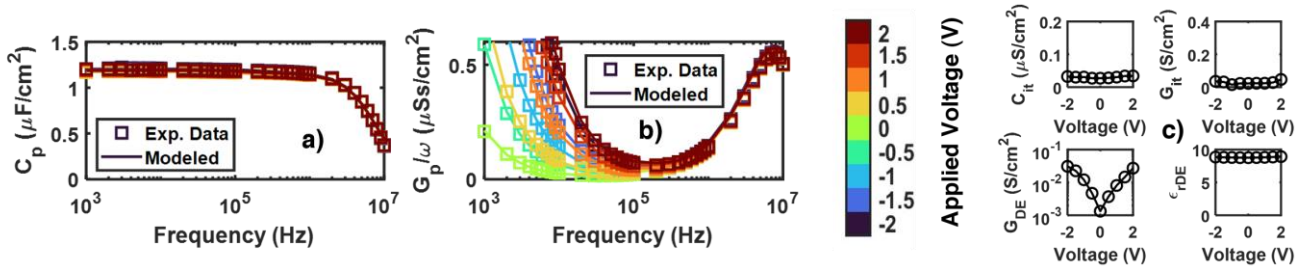 C_p (μF/cm²)
1.5
1
0.5
0
Exp. Data
Modeled
a)
10³
10⁵
10⁷
Frequency (Hz)
G_p/ω (μSs/cm²)
0.5
0
Exp. Data
Modeled
b)
10³
10⁵
10⁷
Frequency (Hz)
2
1.5
1
0.5
0
-0.5
-1
-1.5
-2
Applied Voltage (V)
C_it (μS/cm²)
0.2
0.1
0
-2 0 2
Voltage (V)
G_it (S/cm²)
0.4
0.2
0
-2 0 2
Voltage (V)
c)
G_DE (S/cm²)
10⁻¹
10⁻²
10⁻³
-2 0 2
Voltage (V)
ϵ_rDE
10
5
0
-2 0 2
Voltage (V)